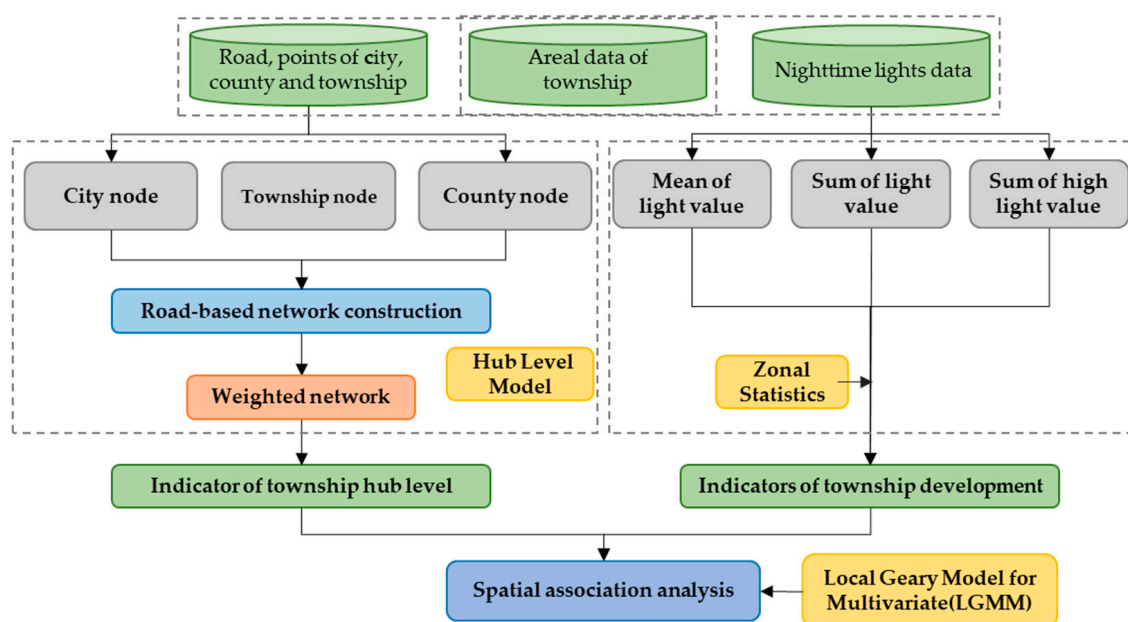 Road, points of city,
county and township
Areal data of
township
Nighttime lights data
City node
Township node
County node
Mean of
light value
Sum of light
value
Sum of high
light value
Road-based network construction
Hub Level
Model
Zonal
Statistics
Weighted network
Indicator of township hub level
Indicators of township development
Spatial association analysis
Local Geary Model for
Multivariate(LGMM)